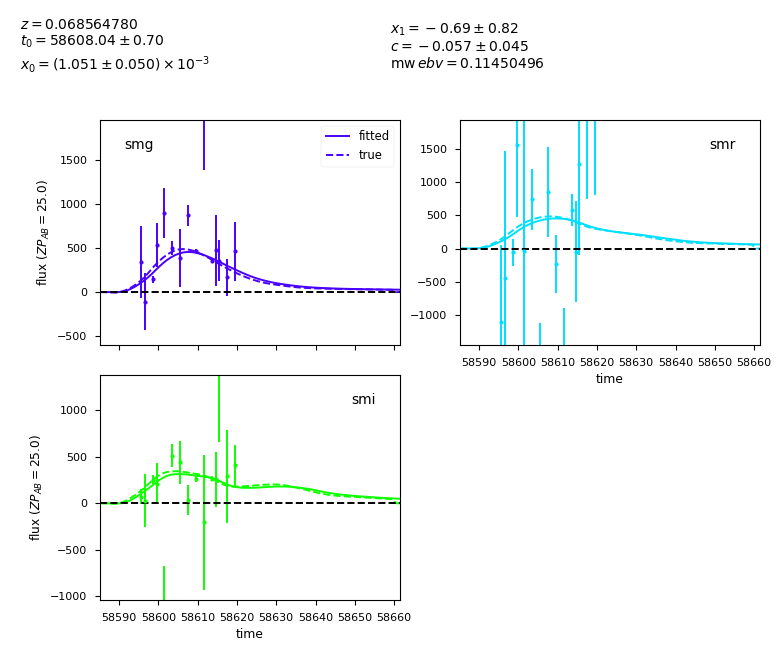 z = 0.068564780
t₀ = 58608.04 ± 0.70
x₀ = (1.051 ± 0.050) × 10⁻³
x₁ = −0.69 ± 0.82
c = −0.057 ± 0.045
mw ebv = 0.11450496
smg
fitted
true
1500
1000
500
0
−500
flux (ZP_AB = 25.0)
smr
1500
1000
500
0
−500
−1000
58590 58600 58610 58620 58630 58640 58650 58660
time
smi
1000
500
0
−500
−1000
flux (ZP_AB = 25.0)
58590 58600 58610 58620 58630 58640 58650 58660
time